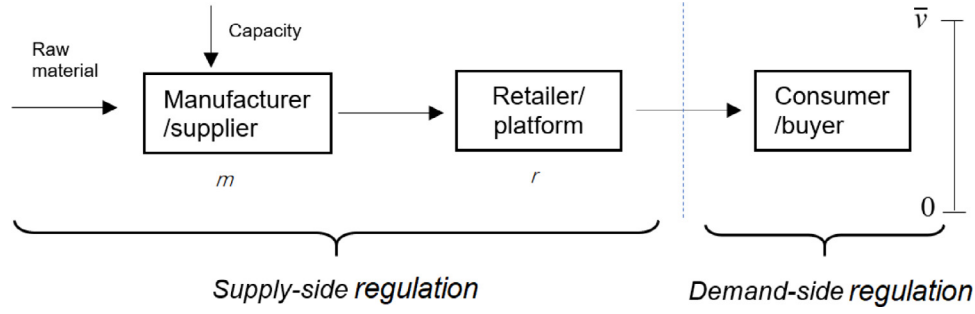 Raw
material
Capacity
Manufacturer
/supplier
m
Retailer/
platform
r
Consumer
/buyer
v̅
0
Supply-side regulation
Demand-side regulation